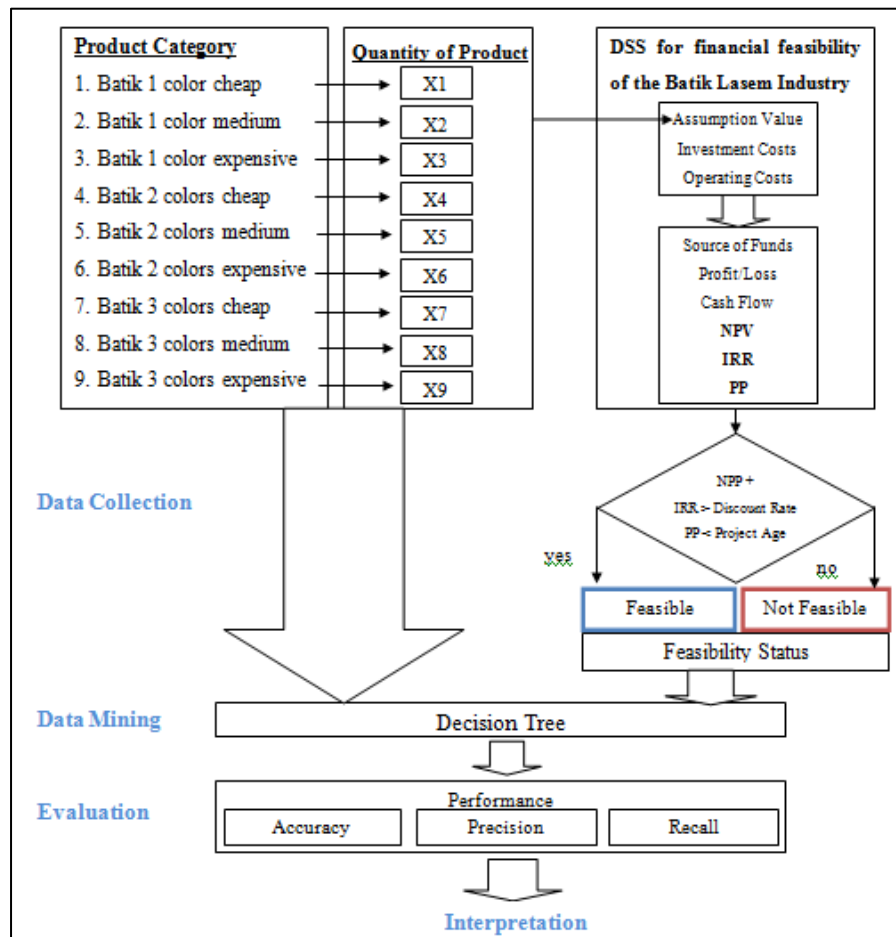 Product Category
1. Batik 1 color cheap
2. Batik 1 color medium
3. Batik 1 color expensive
4. Batik 2 colors cheap
5. Batik 2 colors medium
6. Batik 2 colors expensive
7. Batik 3 colors cheap
8. Batik 3 colors medium
9. Batik 3 colors expensive
Quantity of Product
X1
X2
X3
X4
X5
X6
X7
X8
X9
DSS for financial feasibility
of the Batik Lasem Industry
Assumption Value
Investment Costs
Operating Costs
Source of Funds
Profit/Loss
Cash Flow
NPV
IRR
PP
NPP +
IRR > Discount Rate
PP < Project Age
yes
no
Feasible
Not Feasible
Feasibility Status
Data Collection
Data Mining
Decision Tree
Evaluation
Performance
Accuracy
Precision
Recall
Interpretation